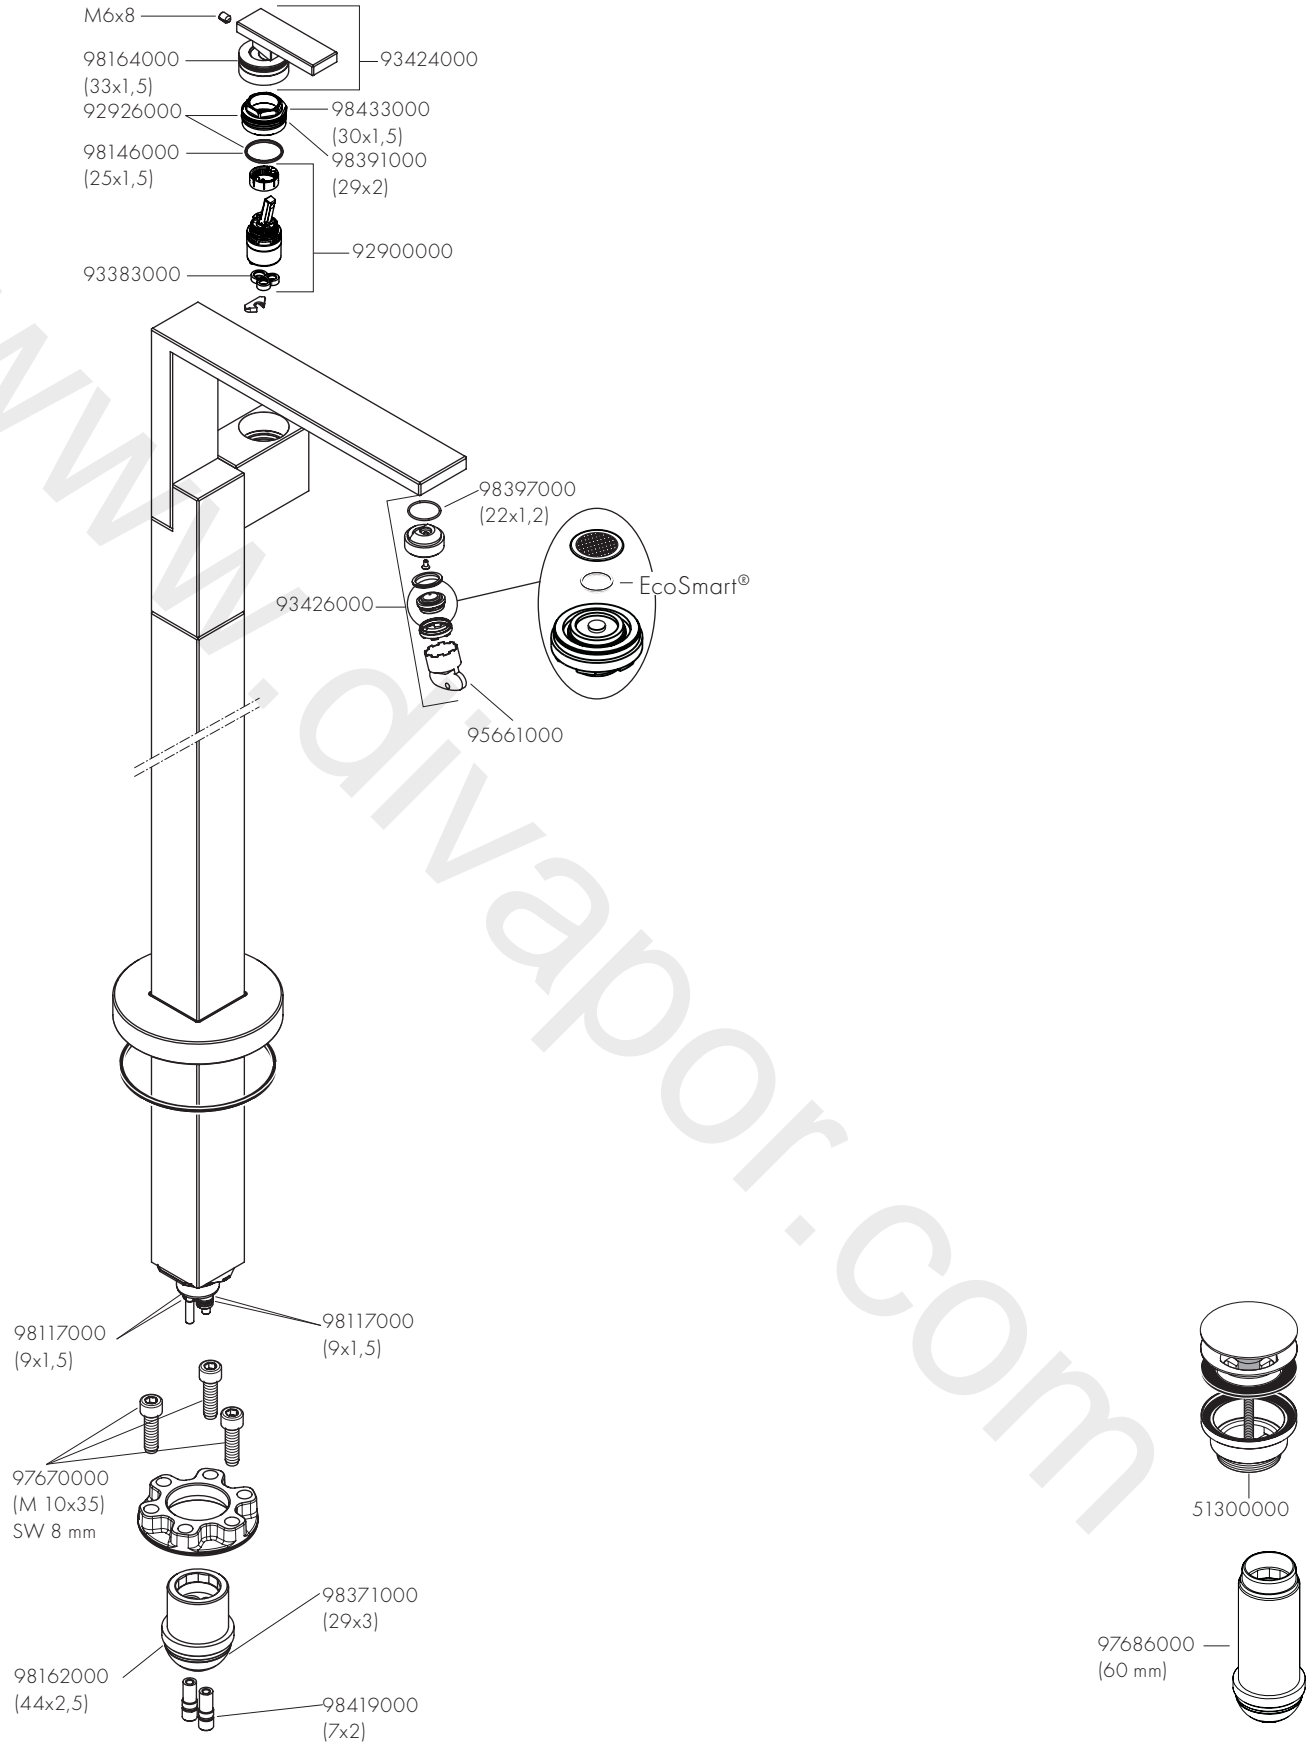 M6x8
98164000
(33x1,5)
92926000
98146000
(25x1,5)
93383000
93424000
98433000
(30x1,5)
98391000
(29x2)
92900000
98397000
(22x1,2)
93426000
EcoSmart®
95661000
98117000
(9x1,5)
98117000
(9x1,5)
97670000
(M 10x35)
SW 8 mm
98371000
(29x3)
98162000
(44x2,5)
98419000
(7x2)
51300000
97686000
(60 mm)
www.divapor.com